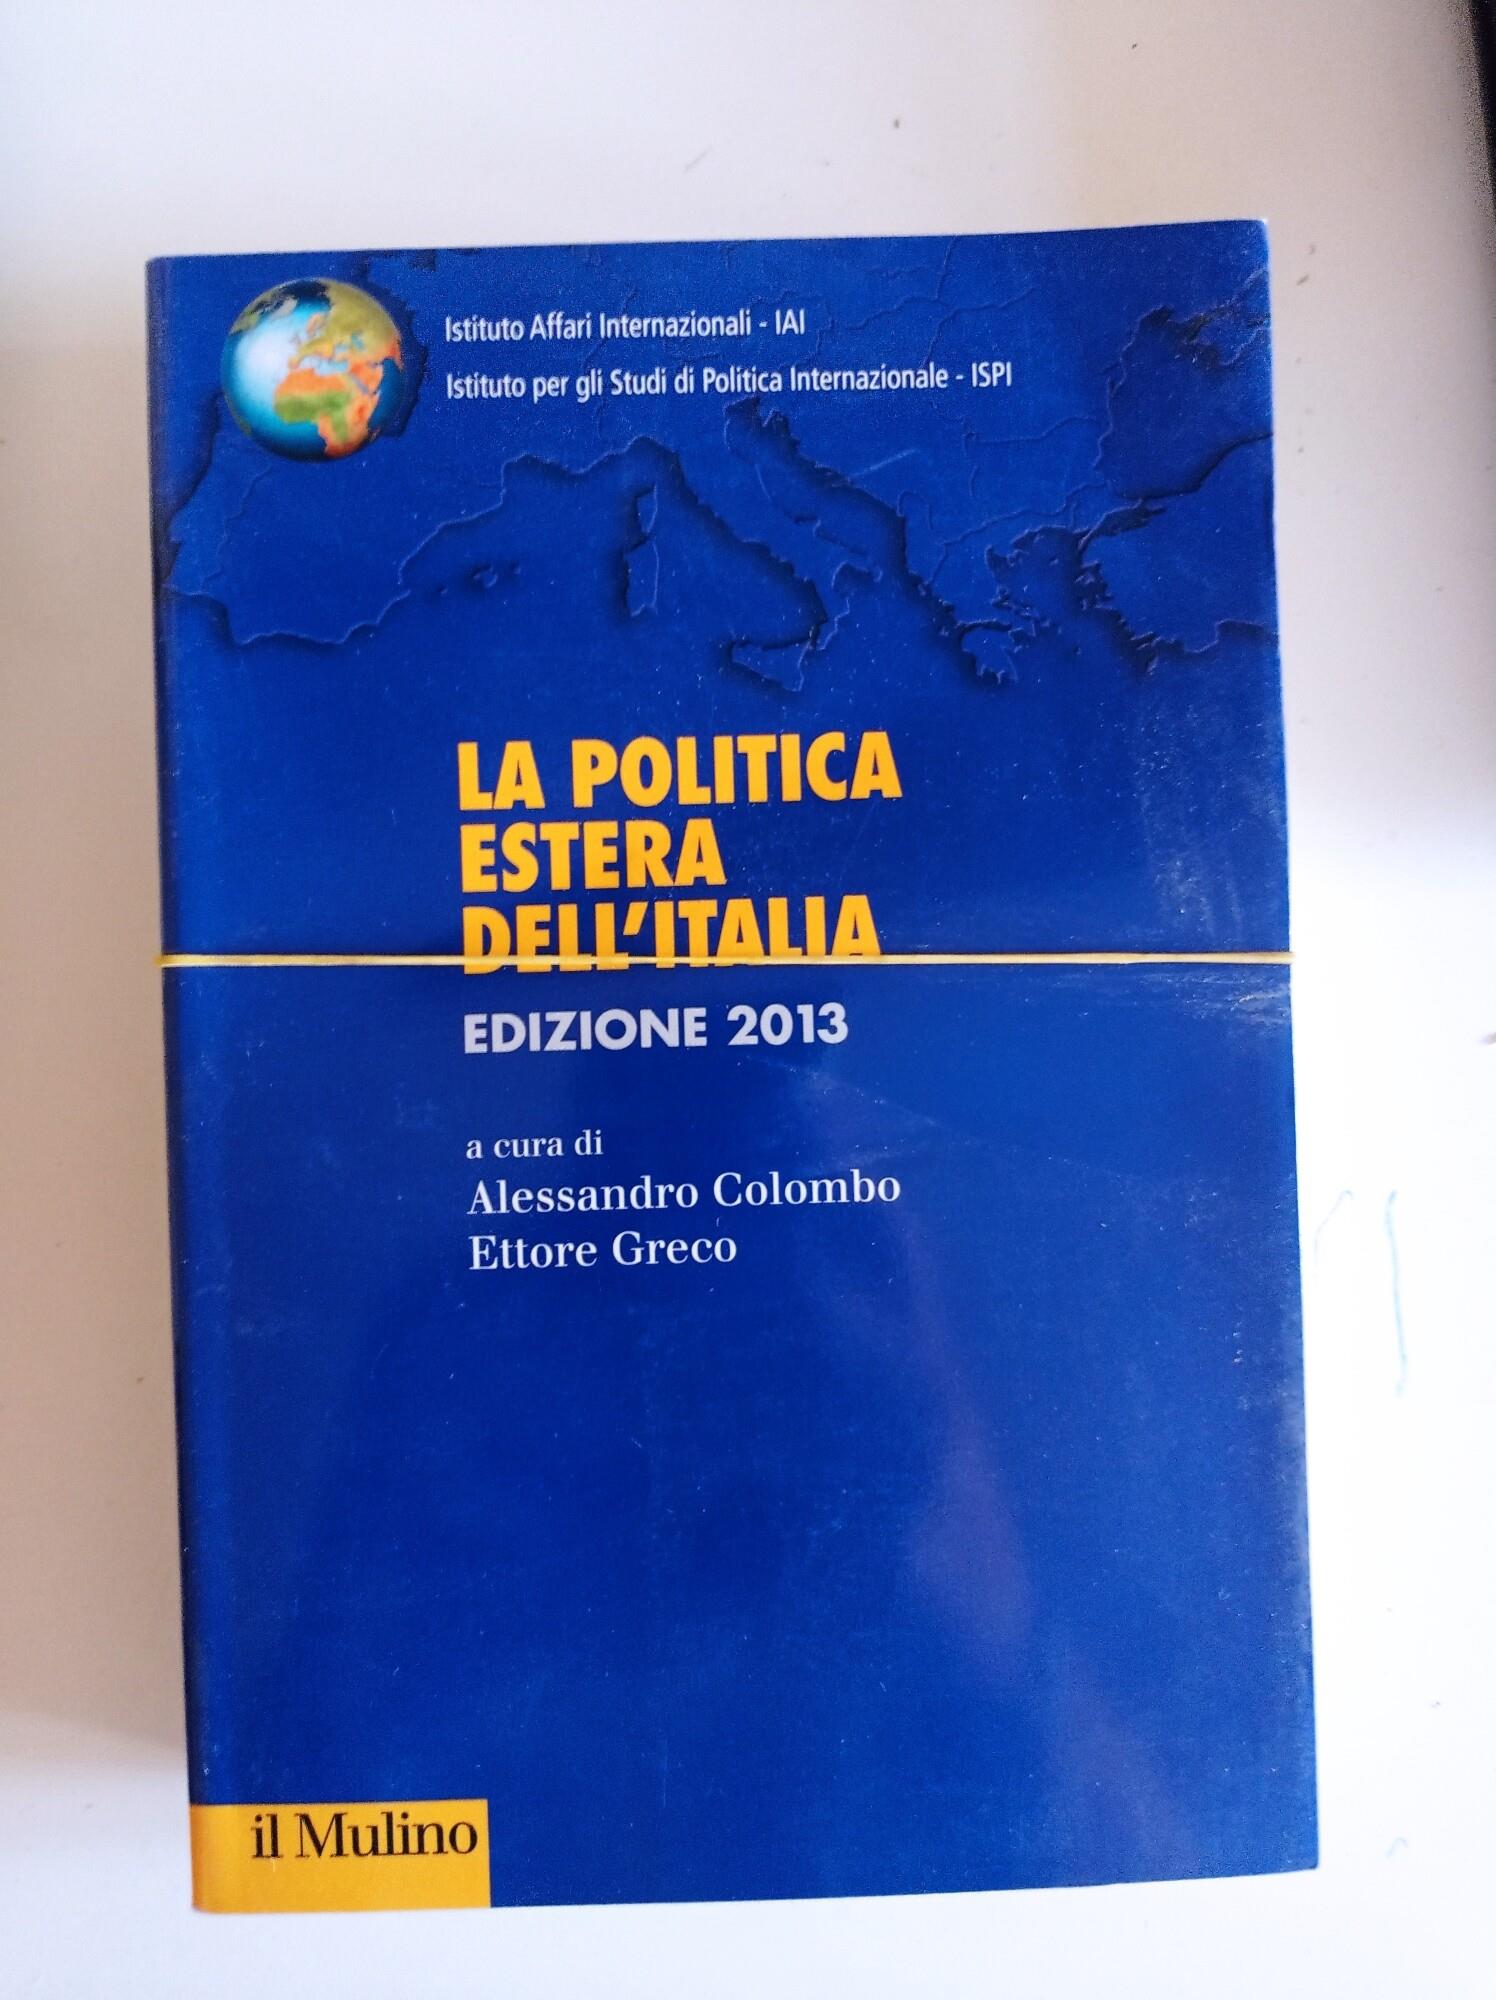 Istituto Affari Internazionali - IAI
Istituto per gli Studi di Politica Internazionale - ISPI
LA POLITICA
ESTERA
DELL'ITALIA
EDIZIONE 2013
a cura di
Alessandro Colombo
Ettore Greco
il Mulino